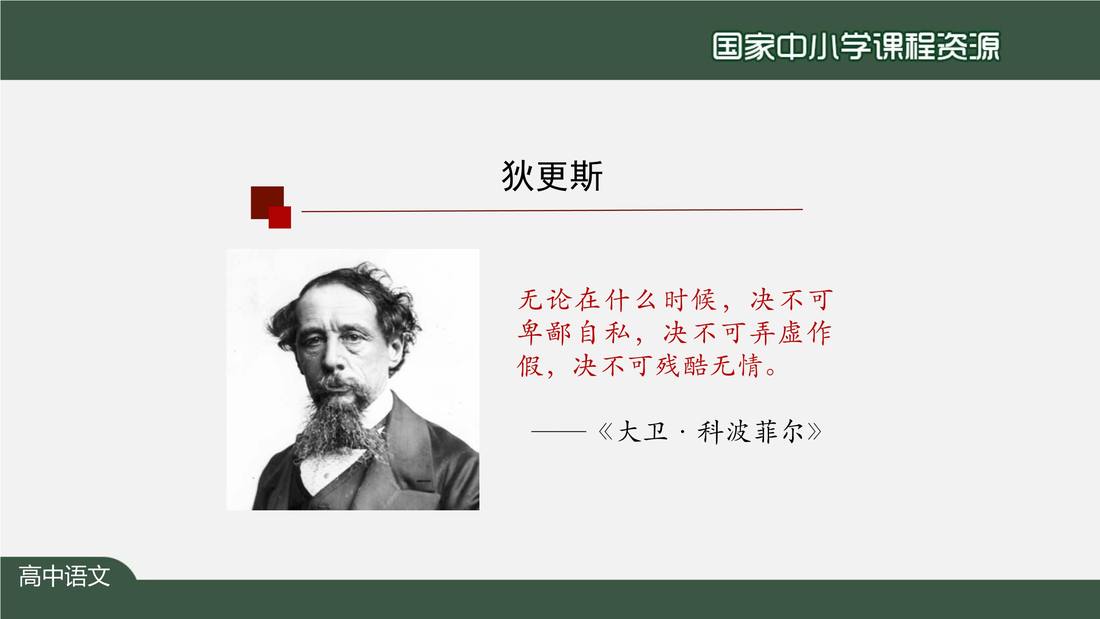 国家中小学课程资源
狄更斯
无论在什么时候，决不可
卑鄙自私，决不可弄虚作
假，决不可残酷无情。
——《大卫·科波菲尔》
高中语文